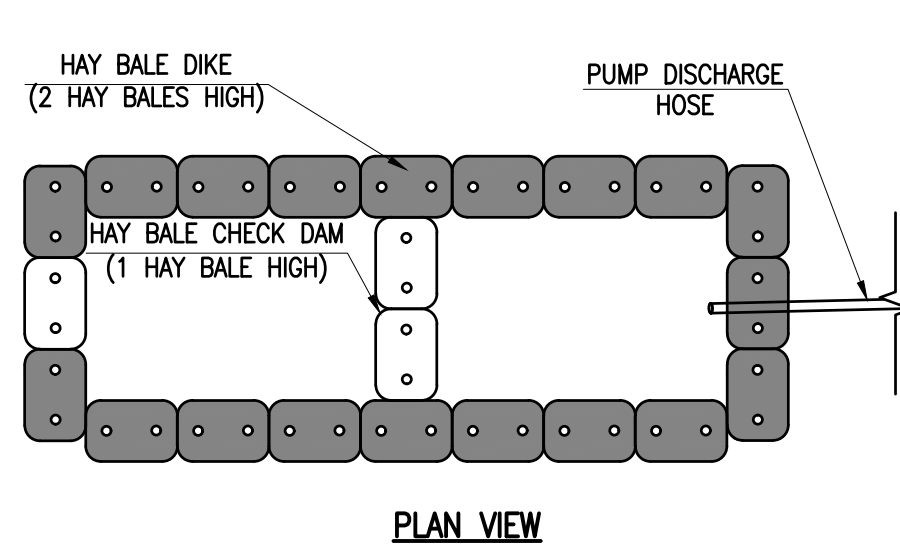 HAY BALE DIKE
(2 HAY BALES HIGH)
PUMP DISCHARGE
HOSE
HAY BALE CHECK DAM
(1 HAY BALE HIGH)
PLAN VIEW